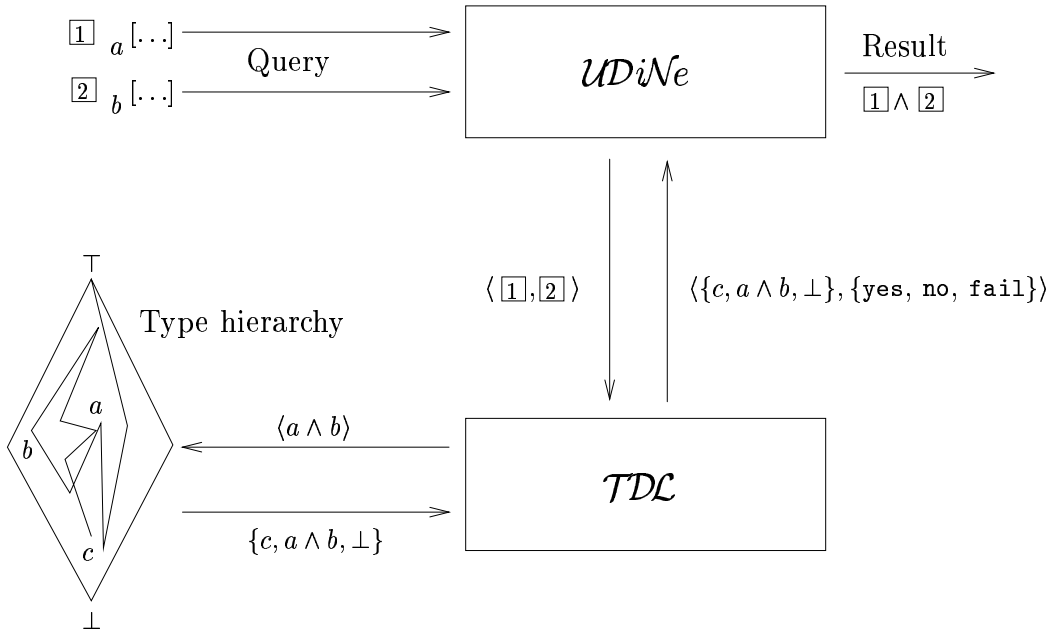 1 a[...]
Query
2 b[...]
UDiNe
Result
1 ∧ 2
⟨ 1 , 2 ⟩
⟨{c, a ∧ b, ⊥}, {yes, no, fail}⟩
⊤
Type hierarchy
a
b
c
⊥
⟨a ∧ b⟩
{c, a ∧ b, ⊥}
TDL